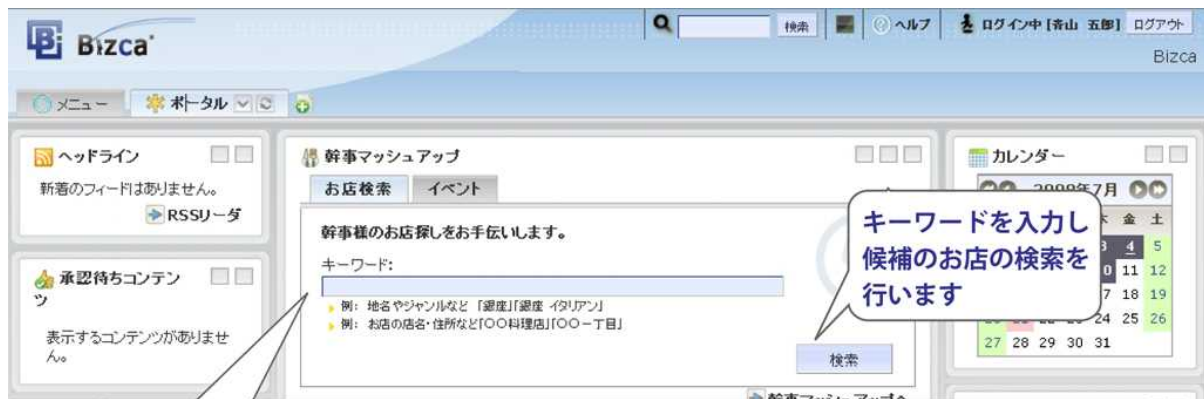 Bizca
検索
ヘルプ
ログイン中 [青山 五郎]
ログアウト
Bizca
メニュー
ポータル
ヘッドライン
新着のフィードはありません。
RSSリーダ
承認待ちコンテン
ツ
表示するコンテンツがありませ
ん。
幹事マッシュアップ
お店検索
イベント
幹事様のお店探しをお手伝いします。
キーワード:
例: 地名やジャンルなど 「銀座」「銀座 イタリアン」
例: お店の店名・住所など「〇〇料理店」「〇〇一丁目」
検索
キーワードを入力し
候補のお店の検索を
行います
カレンダー
7月
金 土
4 5
11 12
18 19
24 25 26
27 28 29 30 31